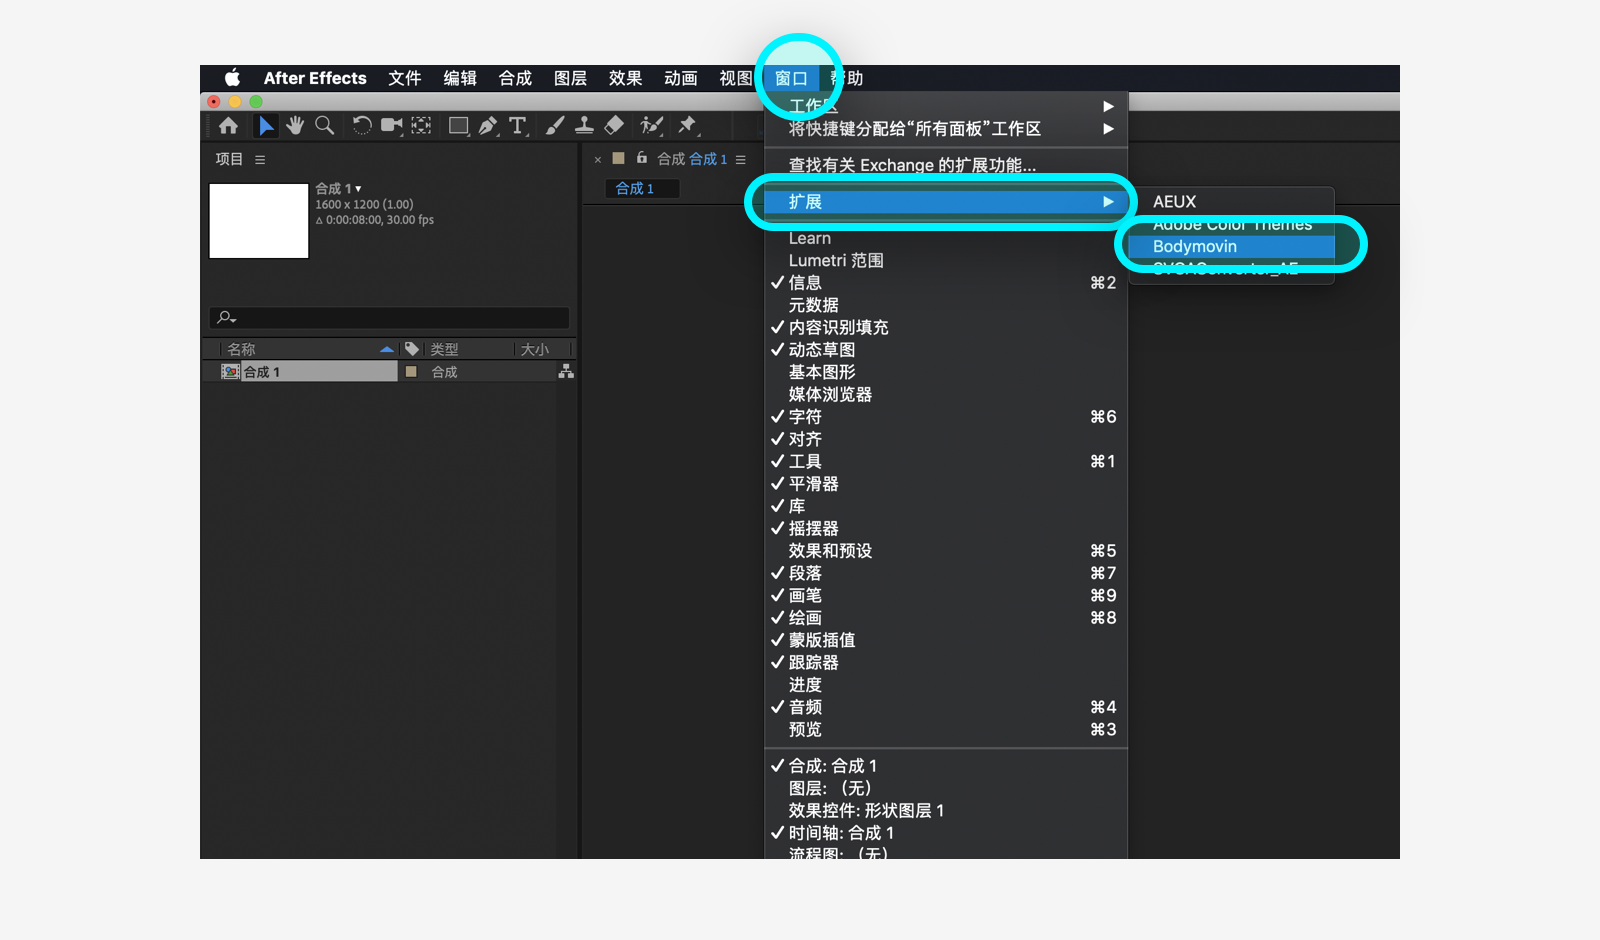 After Effects 文件 编辑 合成 图层 效果 动画 视图 窗口 帮助
工作区
将快捷键分配给“所有面板”工作区
查找有关 Exchange 的扩展功能...
扩展
Learn
Lumetri 范围
✓ 信息 ⌘2
元数据
✓ 内容识别填充
✓ 动态草图
基本图形
媒体浏览器
✓ 字符 ⌘6
✓ 对齐
✓ 工具 ⌘1
✓ 平滑器
✓ 库
✓ 摇摆器
效果和预设 ⌘5
✓ 段落 ⌘7
✓ 画笔 ⌘9
✓ 绘画 ⌘8
✓ 蒙版插值
✓ 跟踪器
进度
✓ 音频 ⌘4
预览 ⌘3
✓ 合成: 合成 1
图层: （无）
效果控件: 形状图层 1
✓ 时间轴: 合成 1
流程图: （无）
AEUX
Adobe Color Themes
Bodymovin
SVGAConverter_AE
项目
合成 1
1600 x 1200 (1.00)
Δ 0:00:08:00, 30.00 fps
名称 类型 大小
合成 1 合成
× 合成 合成 1
合成 1